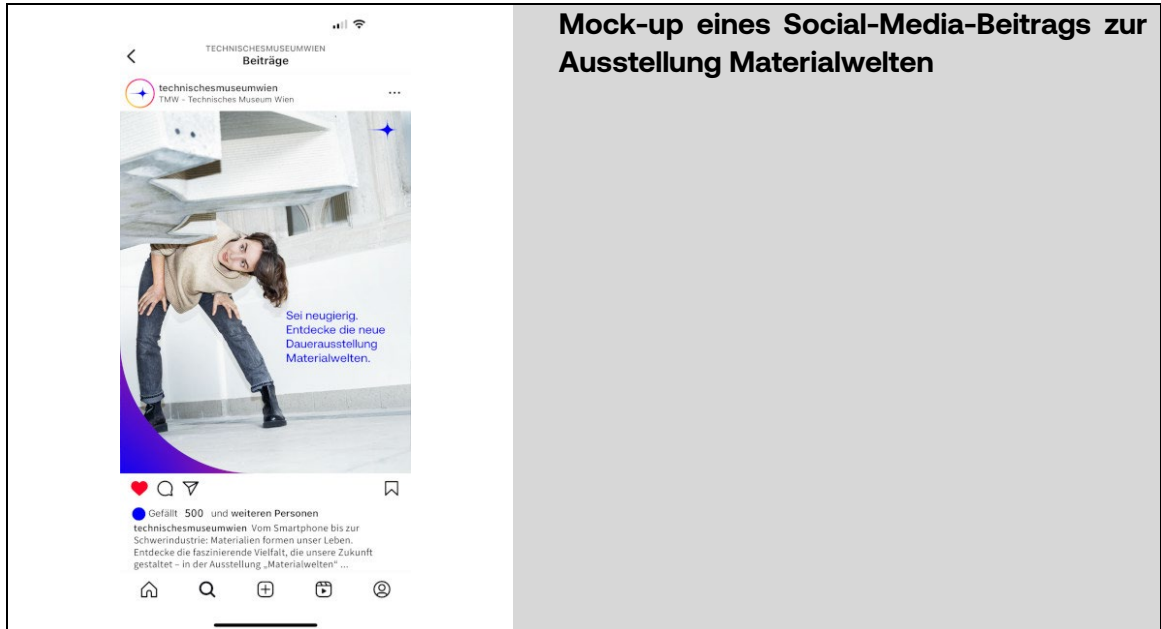 TECHNISCHESMUSEUMWIEN
Beiträge
technischesmuseumwien
TMW – Technisches Museum Wien
Sei neugierig.
Entdecke die neue
Dauerausstellung
Materialwelten.
Gefällt 500 und weiteren Personen
technischesmuseumwien Vom Smartphone bis zur
Schwerindustrie: Materialien formen unser Leben.
Entdecke die faszinierende Vielfalt, die unsere Zukunft
gestaltet – in der Ausstellung „Materialwelten“ ...
Mock-up eines Social-Media-Beitrags zur
Ausstellung Materialwelten